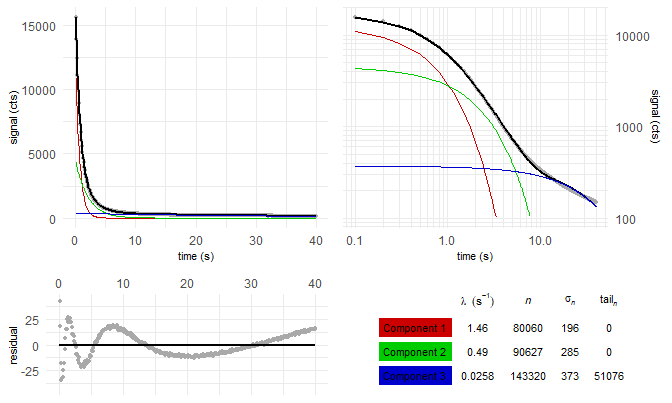 15000
10000
5000
0
signal (cts)
0 10 20 30 40
time (s)
10000
1000
100
signal (cts)
0.1 1.0 10.0
time (s)
0 10 20 30 40
25
0
-25
residual
λ (s⁻¹) n σₙ tailₙ
Component 1 1.46 80060 196 0
Component 2 0.49 90627 285 0
Component 3 0.0258 143320 373 51076